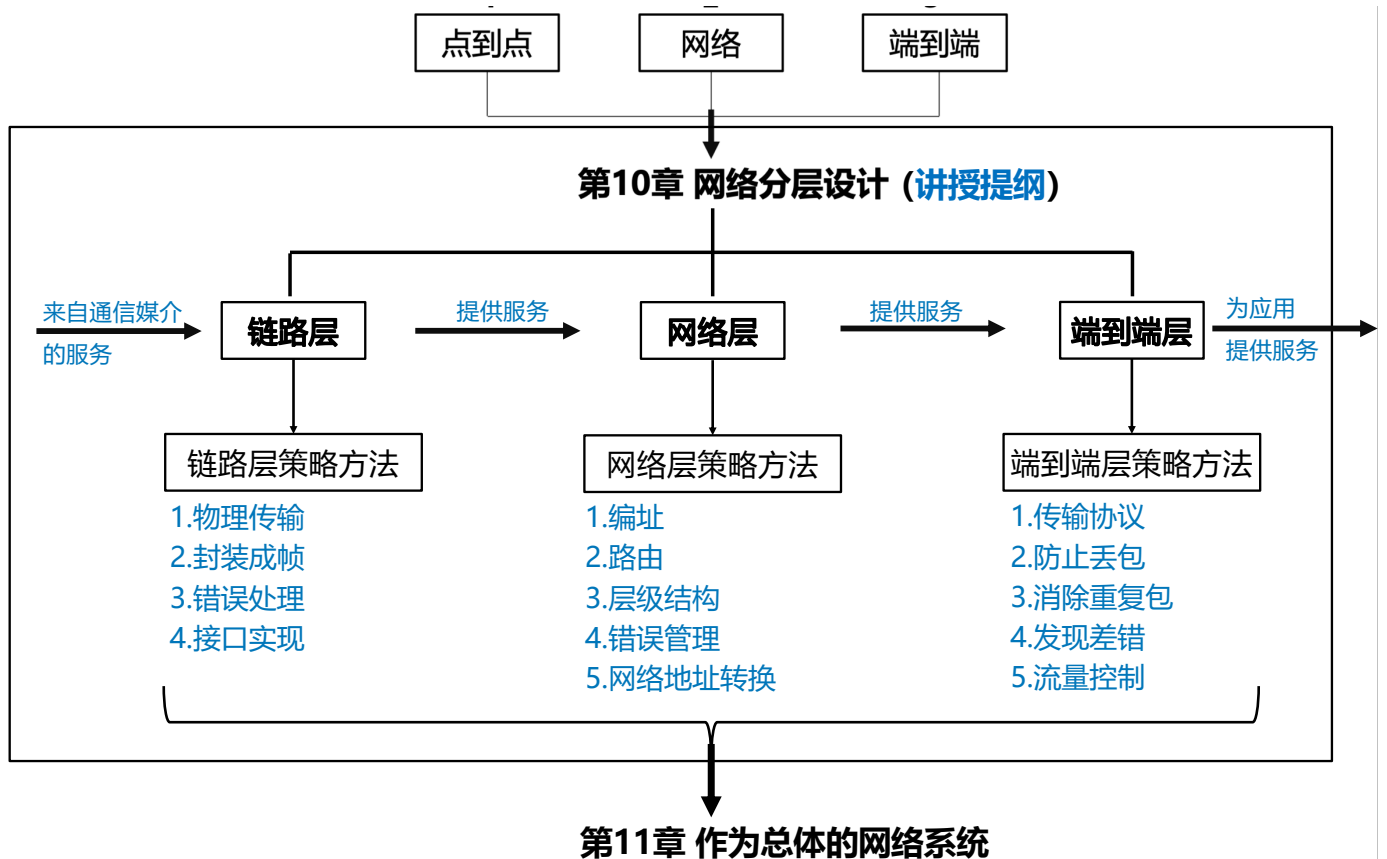 点到点
网络
端到端
第10章 网络分层设计 (讲授提纲)
来自通信媒介
的服务
链路层
提供服务
网络层
提供服务
端到端层
为应用
提供服务
链路层策略方法
1.物理传输
2.封装成帧
3.错误处理
4.接口实现
网络层策略方法
1.编址
2.路由
3.层级结构
4.错误管理
5.网络地址转换
端到端层策略方法
1.传输协议
2.防止丢包
3.消除重复包
4.发现差错
5.流量控制
第11章 作为总体的网络系统